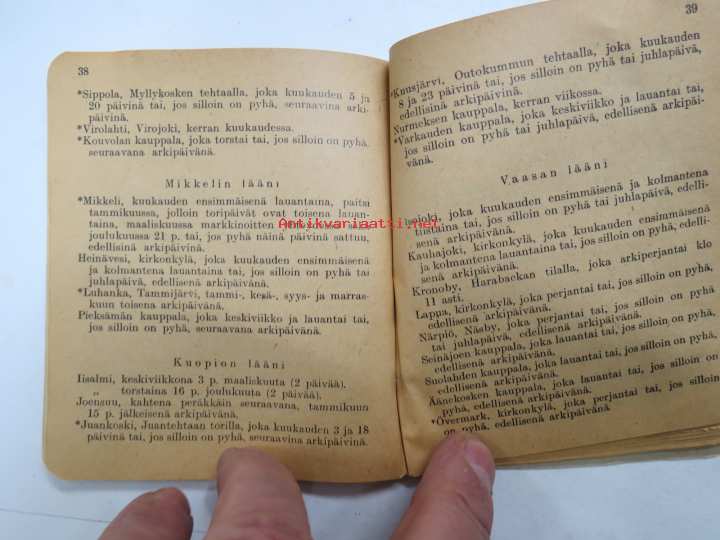 38
*Sippola, Myllykosken tehtaalla, joka kuukauden 5 ja
20 päivinä tai, jos silloin on pyhä, seuraavina arki-
päivinä.
*Virolahti, Virojoki, kerran kuukaudessa.
*Kouvolan kauppala, joka torstai tai, jos silloin on pyhä,
seuraavana arkipäivänä.
Mikkelin lääni
*Mikkeli, kuukauden ensimmäisenä lauantaina, paitsi
tammikuussa, jolloin toripäivät ovat toisena lauan-
taina, maaliskuussa markkinoitten
joulukuussa 21 p. tai, jos pyhä näinä päivinä sattuu,
edellisinä arkipäivinä.
Heinävesi, kirkonkylä, joka kuukauden ensimmäisenä
ja kolmantena lauantaina tai, jos silloin on pyhä tai
juhlapäivä, edellisenä arkipäivänä.
*Luhanka, Tammijärvi, tammi-, kesä-, syys- ja marras-
kuun toisena arkipäivänä.
Pieksämän kauppala, joka keskiviikko ja lauantai tai,
jos silloin on pyhä, seuraavana arkipäivänä.
Kuopion lääni
Iisalmi, keskiviikkona 3 p. maaliskuuta (2 päivää).
„ torstaina 16 p. joulukuuta (2 päivää).
Joensuu, kahtena peräkkäin seuraavana, tammikuun
15 p. jälkeisenä arkipäivänä.
*Juankoski, Juantehtaan torilla, joka kuukauden 3 ja 18
päivinä tai, jos silloin on pyhä, seuraavina arkipäivinä.
39
*Kuusjärvi, Outokummun tehtaalla, joka kuukauden
8 ja 23 päivinä tai, jos silloin on pyhä tai juhlapäivä,
edellisinä arkipäivinä.
Nurmeksen kauppala, kerran viikossa.
*Varkauden kauppala, joka keskiviikko ja lauantai tai,
jos silloin on pyhä tai juhlapäivä, edellisenä arkipäi-
vänä.
Vaasan lääni
Isojoki, joka kuukauden ensimmäisenä ja kolmantena
lauantaina tai, jos silloin on pyhä tai juhlapäivä, edelli-
senä arkipäivänä.
Kauhajoki, kirkonkylä, joka kuukauden ensimmäisenä
ja kolmantena lauantaina tai, jos silloin on pyhä, edelli-
senä arkipäivänä.
Kronoby, Harabackan tilalla, joka arkiperjantai klo
11 asti.
Lappa, kirkonkylä, joka perjantai tai, jos silloin on pyhä,
edellisenä arkipäivänä.
Närpiö, Näsby, joka perjantai tai, jos silloin on pyhä
tai juhlapäivä, edellisenä arkipäivänä.
Seinäjoen kauppala, joka lauantai tai, jos silloin on pyhä,
edellisenä arkipäivänä.
Suolahden kauppala, joka lauantai tai, jos silloin on pyhä,
edellisenä arkipäivänä.
Äänekosken kauppala, joka lauantai tai, jos silloin on
pyhä, edellisenä arkipäivänä.
*Övermark, kirkonkylä, joka perjantai tai, jos silloin
on pyhä, edellisenä arkipäivänä
Antikvariaatti.net